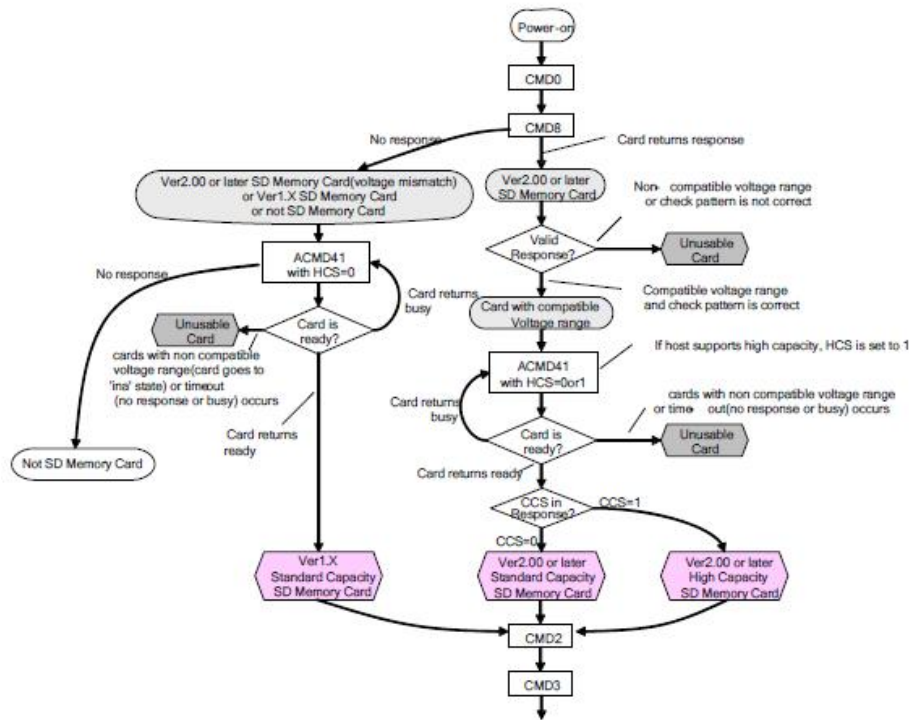 Power-on
CMD0
CMD8
No response
Card returns response
Ver2.00 or later SD Memory Card(voltage mismatch)
or Ver1.X SD Memory Card
or not SD Memory Card
Ver2.00 or later
SD Memory Card
Non- compatible voltage range
or check pattern is not correct
Valid
Response?
Unusable
Card
Compatible voltage range
and check pattern is correct
ACMD41
with HCS=0
No response
Card returns
busy
Card with compatible
Voltage range
Unusable
Card
Card is
ready?
If host supports high capacity, HCS is set to 1
cards with non compatible
voltage range(card goes to
'ina' state) or timeout
(no response or busy) occurs
ACMD41
with HCS=0or1
Card returns
busy
cards with non compatible voltage range
or time- out(no response or busy) occurs
Card returns
ready
Card is
ready?
Unusable
Card
Not SD Memory Card
Card returns ready
CCS in
Response?
CCS=1
CCS=0
Ver1.X
Standard Capacity
SD Memory Card
Ver2.00 or later
Standard Capacity
SD Memory Card
Ver2.00 or later
High Capacity
SD Memory Card
CMD2
CMD3